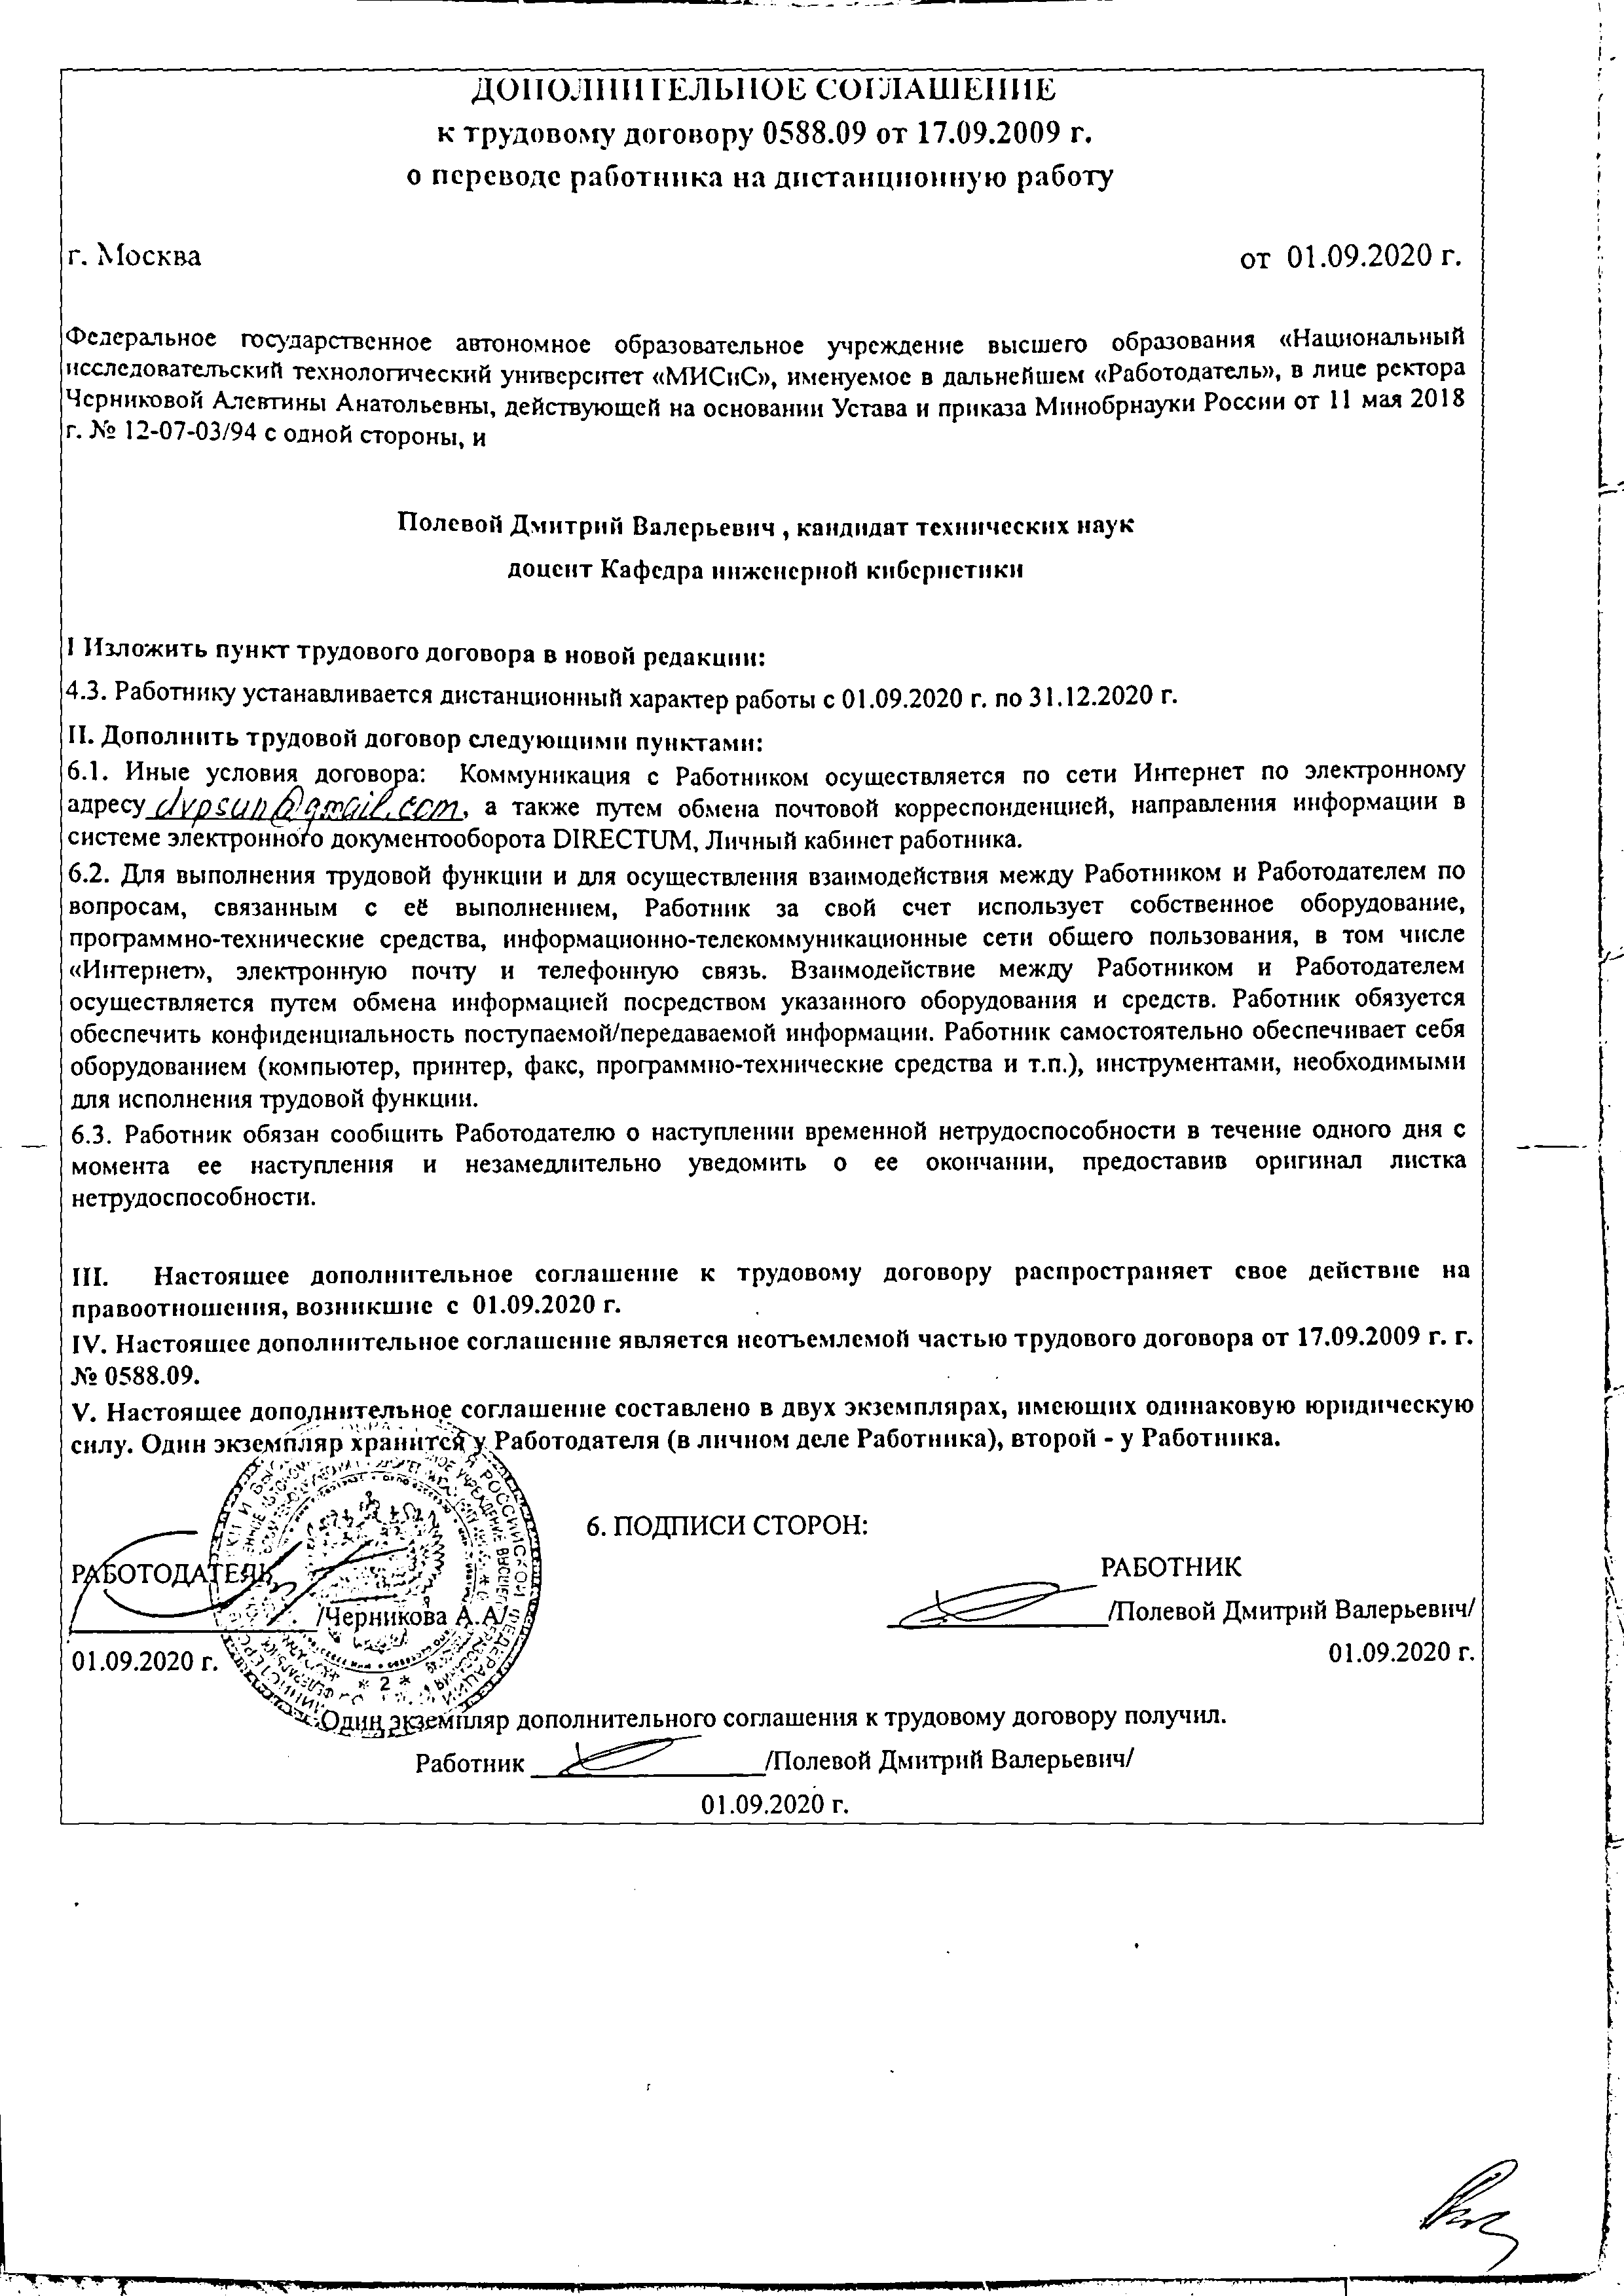 ДОПОЛНИТЕЛЬНОЕ СОГЛАШЕНИЕ
к трудовому договору 0588.09 от 17.09.2009 г.
о переводе работника на дистанционную работу
г. Москва от 01.09.2020 г.
Федеральное государственное автономное образовательное учреждение высшего образования «Национальный
исследовательский технологический университет «МИСиС», именуемое в дальнейшем «Работодатель», в лице ректора
Черниковой Алевтины Анатольевны, действующей на основании Устава и приказа Минобрнауки России от 11 мая 2018
г. № 12-07-03/94 с одной стороны, и
Полевой Дмитрий Валерьевич , кандидат технических наук
доцент Кафедра инженерной кибернетики
I Изложить пункт трудового договора в новой редакции:
4.3. Работнику устанавливается дистанционный характер работы с 01.09.2020 г. по 31.12.2020 г.
II. Дополнить трудовой договор следующими пунктами:
6.1. Иные условия договора: Коммуникация с Работником осуществляется по сети Интернет по электронному
адресу dvpsun@gmail.com, а также путем обмена почтовой корреспонденцией, направления информации в
системе электронного документооборота DIRECTUM, Личный кабинет работника.
6.2. Для выполнения трудовой функции и для осуществления взаимодействия между Работником и Работодателем по
вопросам, связанным с её выполнением, Работник за свой счет использует собственное оборудование,
программно-технические средства, информационно-телекоммуникационные сети общего пользования, в том числе
«Интернет», электронную почту и телефонную связь. Взаимодействие между Работником и Работодателем
осуществляется путем обмена информацией посредством указанного оборудования и средств. Работник обязуется
обеспечить конфиденциальность поступаемой/передаваемой информации. Работник самостоятельно обеспечивает себя
оборудованием (компьютер, принтер, факс, программно-технические средства и т.п.), инструментами, необходимыми
для исполнения трудовой функции.
6.3. Работник обязан сообщить Работодателю о наступлении временной нетрудоспособности в течение одного дня с
момента ее наступления и незамедлительно уведомить о ее окончании, предоставив оригинал листка
нетрудоспособности.
III. Настоящее дополнительное соглашение к трудовому договору распространяет свое действие на
правоотношения, возникшие с 01.09.2020 г.
IV. Настоящее дополнительное соглашение является неотъемлемой частью трудового договора от 17.09.2009 г. г.
№ 0588.09.
V. Настоящее дополнительное соглашение составлено в двух экземплярах, имеющих одинаковую юридическую
силу. Один экземпляр хранится у Работодателя (в личном деле Работника), второй - у Работника.
6. ПОДПИСИ СТОРОН:
РАБОТОДАТЕЛЬ РАБОТНИК
/Черникова А.А/ /Полевой Дмитрий Валерьевич/
01.09.2020 г. 01.09.2020 г.
* 2 *
Один экземпляр дополнительного соглашения к трудовому договору получил.
Работник /Полевой Дмитрий Валерьевич/
01.09.2020 г.